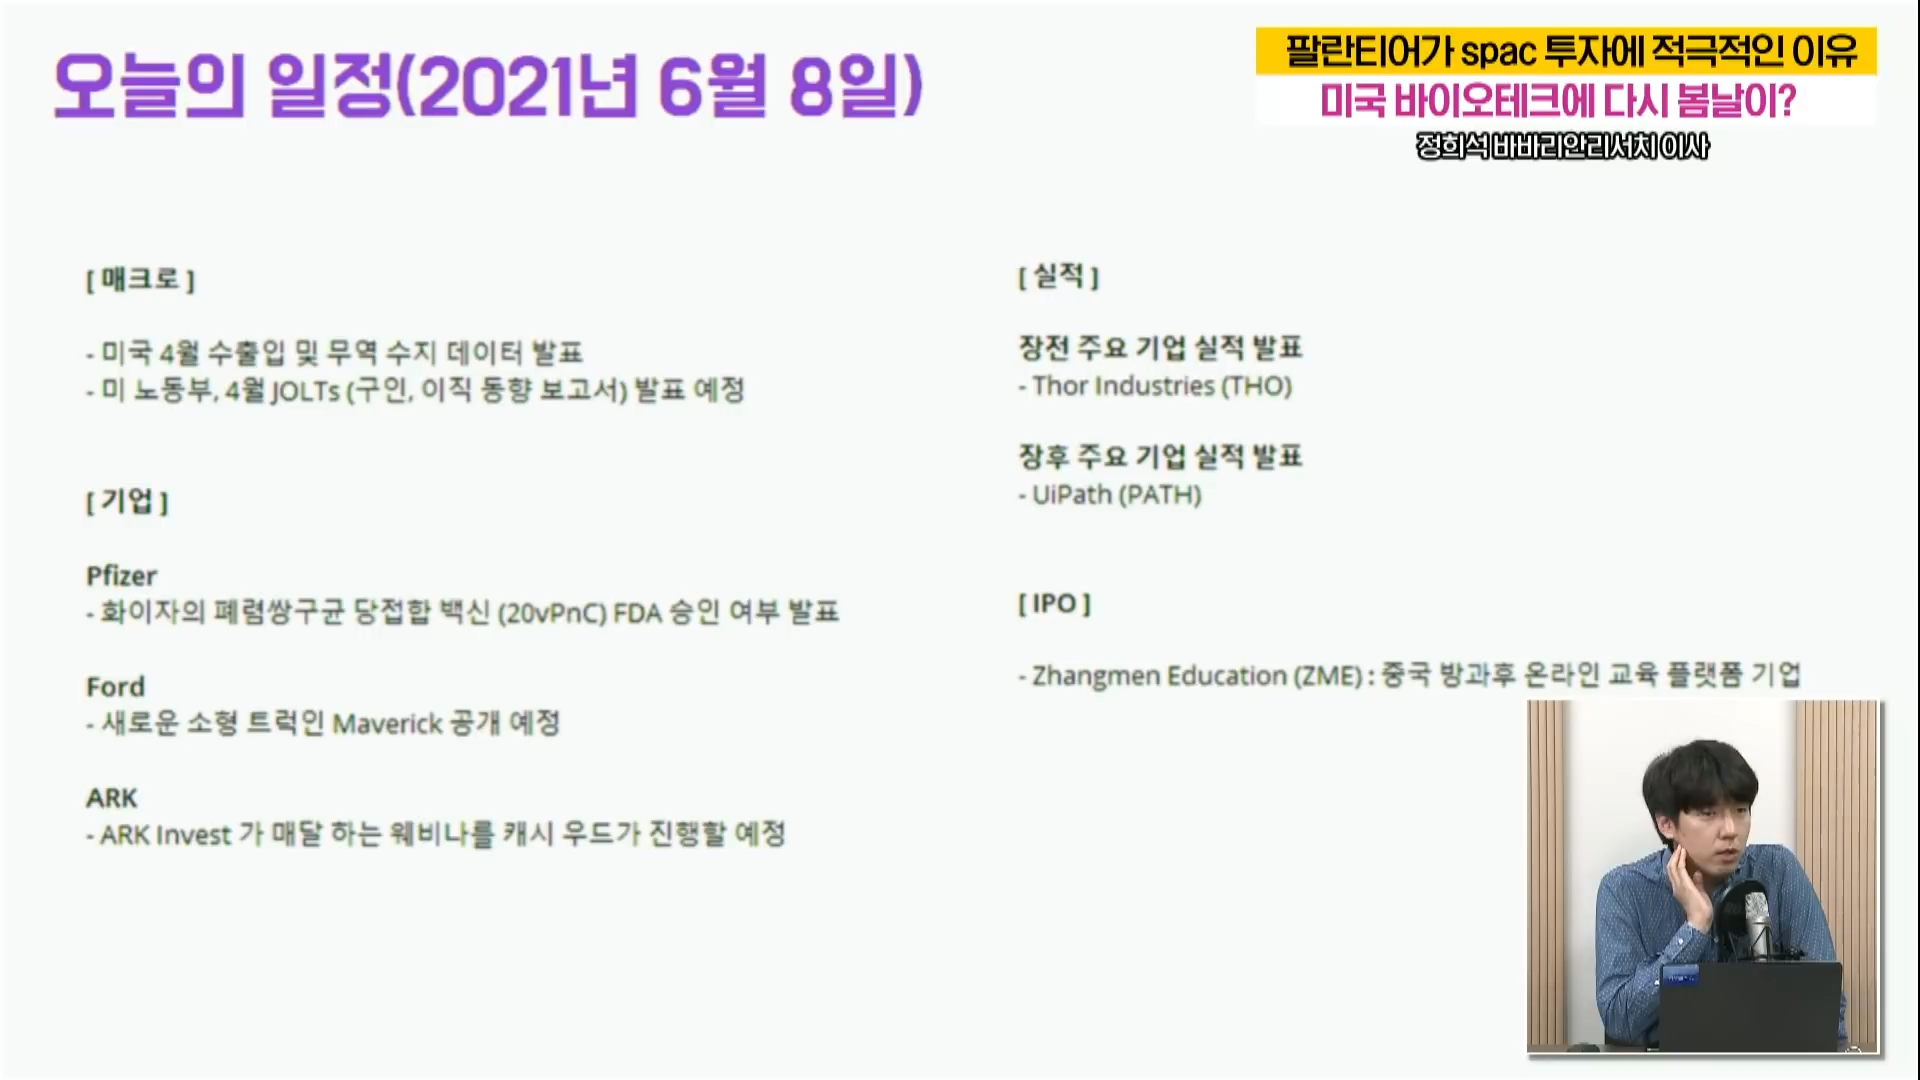 오늘의 일정(2021년 6월 8일)
팔란티어가 spac 투자에 적극적인 이유
미국 바이오테크에 다시 봄날이?
정희석 바바리안리서치 이사
[ 매크로 ]
- 미국 4월 수출입 및 무역 수지 데이터 발표
- 미 노동부, 4월 JOLTs (구인, 이직 동향 보고서) 발표 예정
[ 기업 ]
Pfizer
- 화이자의 폐렴쌍구균 당접합 백신 (20vPnC) FDA 승인 여부 발표
Ford
- 새로운 소형 트럭인 Maverick 공개 예정
ARK
- ARK Invest 가 매달 하는 웨비나를 캐시 우드가 진행할 예정
[ 실적 ]
장전 주요 기업 실적 발표
- Thor Industries (THO)
장후 주요 기업 실적 발표
- UiPath (PATH)
[ IPO ]
- Zhangmen Education (ZME) : 중국 방과후 온라인 교육 플랫폼 기업